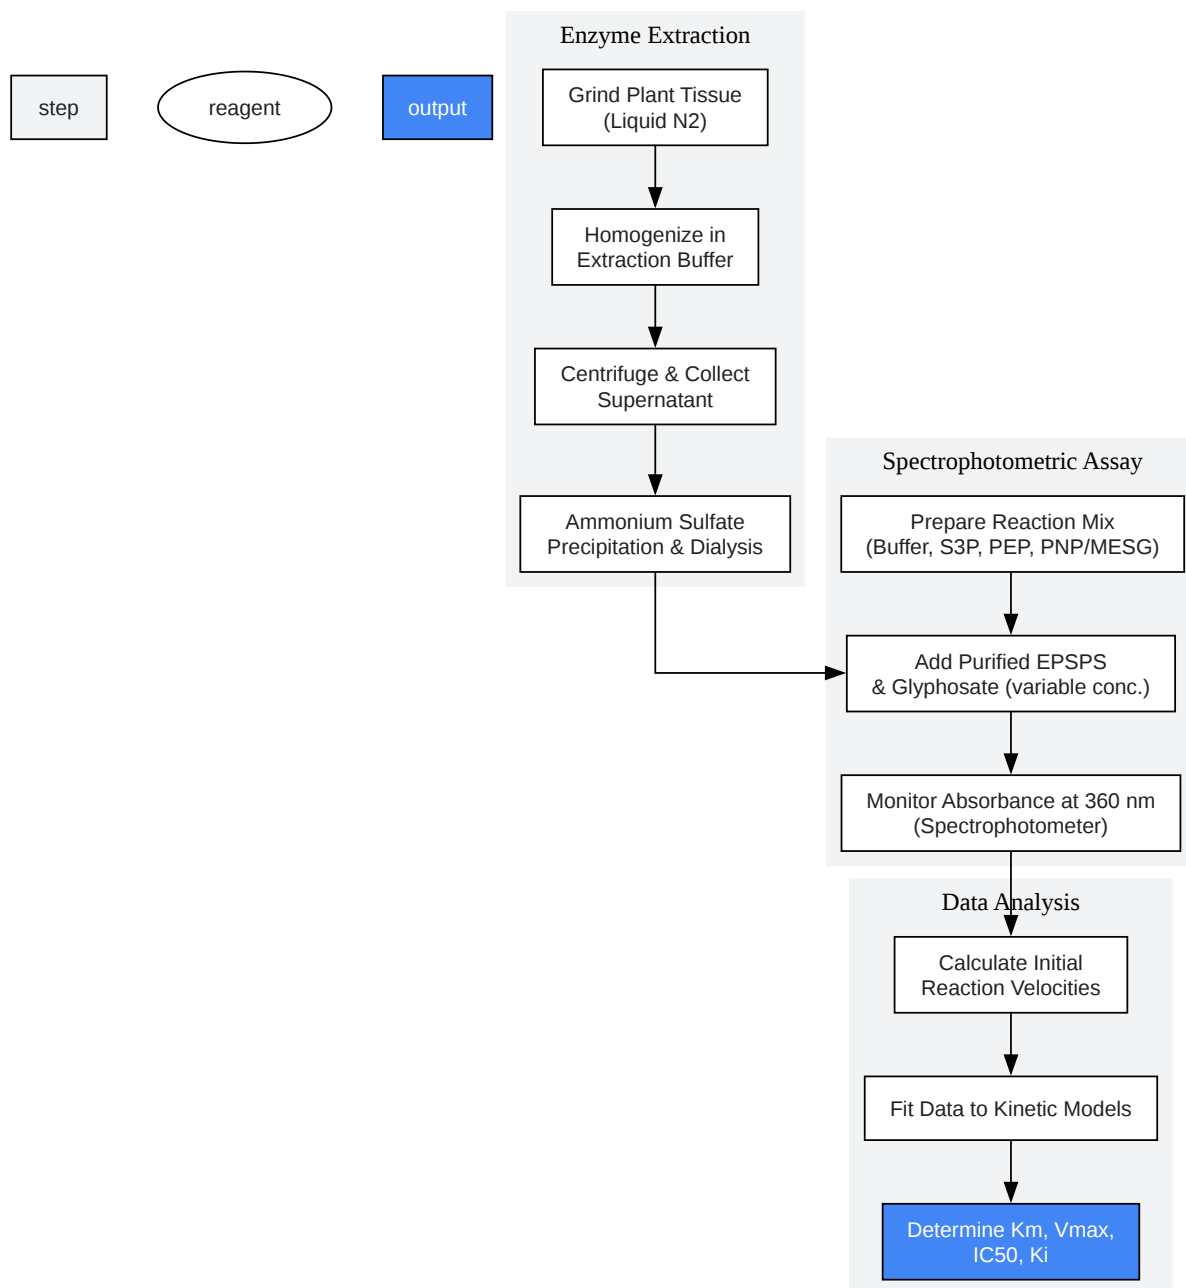 step
reagent
output
Enzyme Extraction
Grind Plant Tissue
(Liquid N2)
Homogenize in
Extraction Buffer
Centrifuge & Collect
Supernatant
Ammonium Sulfate
Precipitation & Dialysis
Spectrophotometric Assay
Prepare Reaction Mix
(Buffer, S3P, PEP, PNP/MESG)
Add Purified EPSPS
& Glyphosate (variable conc.)
Monitor Absorbance at 360 nm
(Spectrophotometer)
Data Analysis
Calculate Initial
Reaction Velocities
Fit Data to Kinetic Models
Determine Km, Vmax,
IC50, Ki